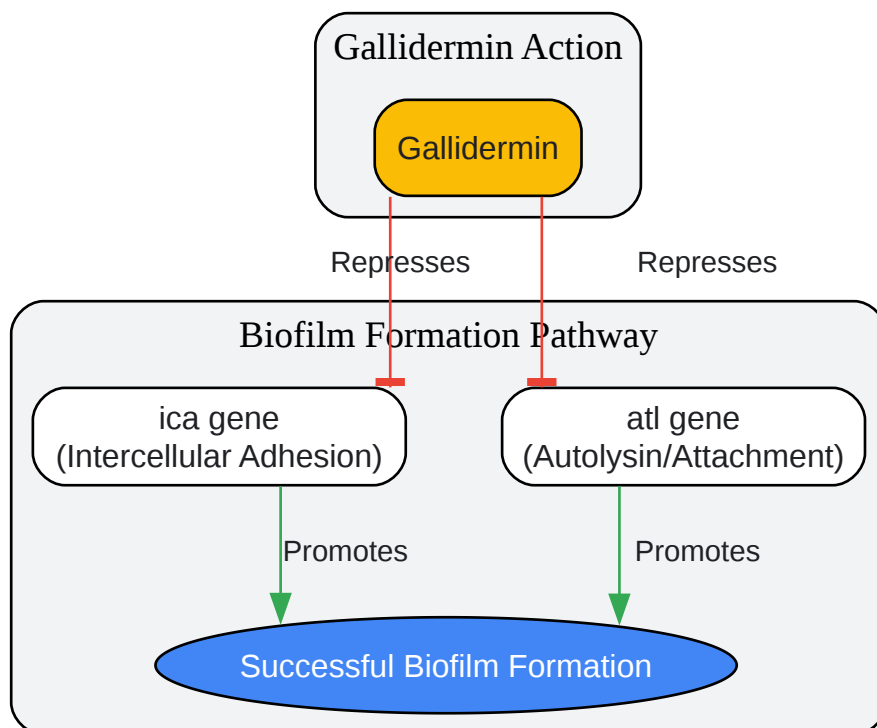 Gallidermin Action
Gallidermin
Represses
Represses
Biofilm Formation Pathway
ica gene
(Intercellular Adhesion)
atl gene
(Autolysin/Attachment)
Promotes
Promotes
Successful Biofilm Formation